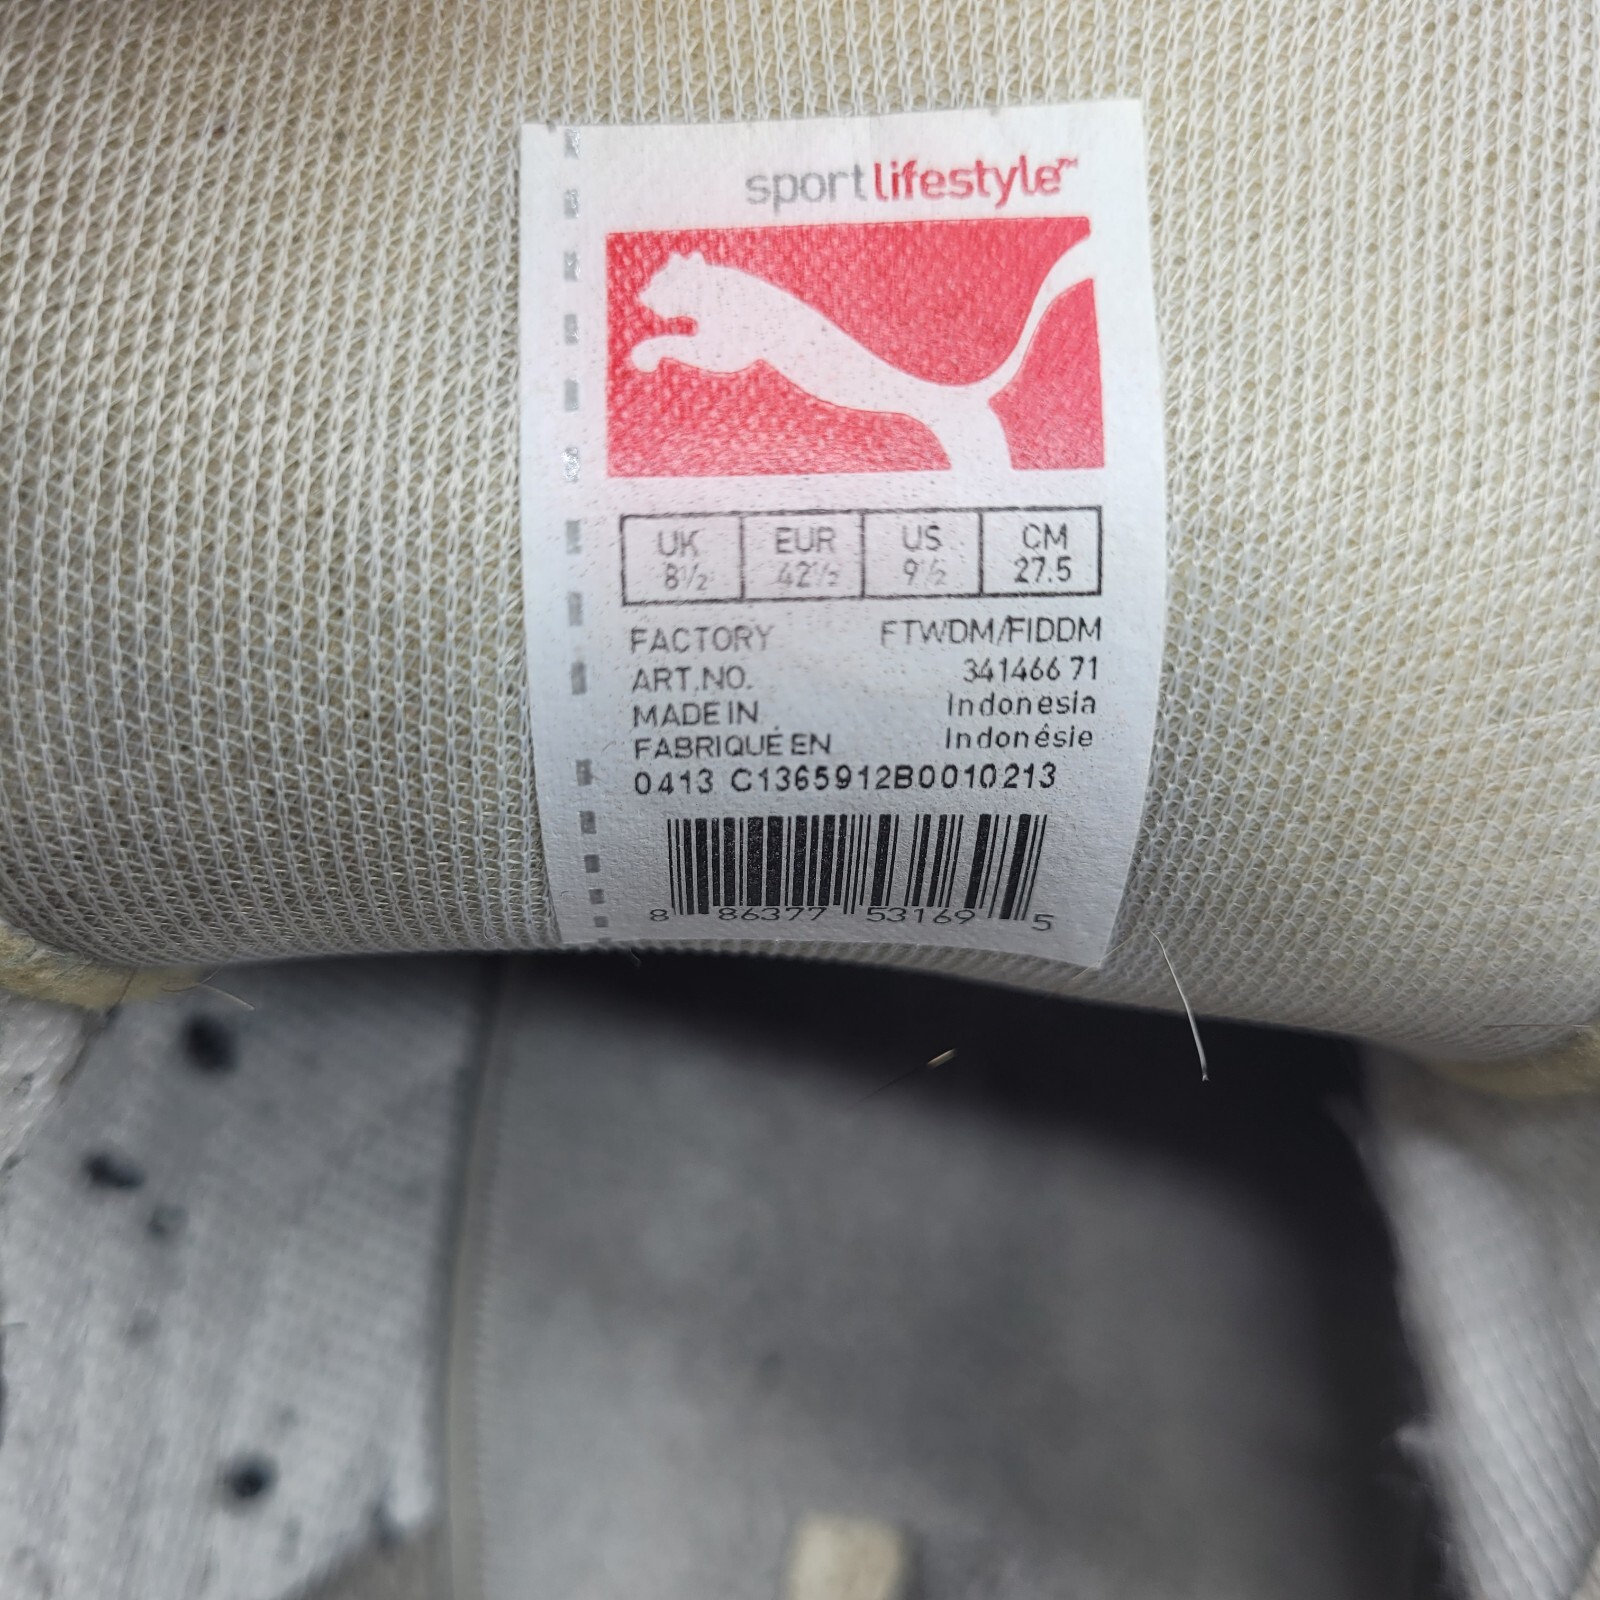 sportlifestyle™
UK EUR US CM
8½ 42½ 9½ 27.5
FACTORY FTWDM/FIDDM
ART.NO. 341466 71
MADE IN Indonesia
FABRIQUÉ EN Indonésie
0413 C1365912B0010213
8 86377 53169 5